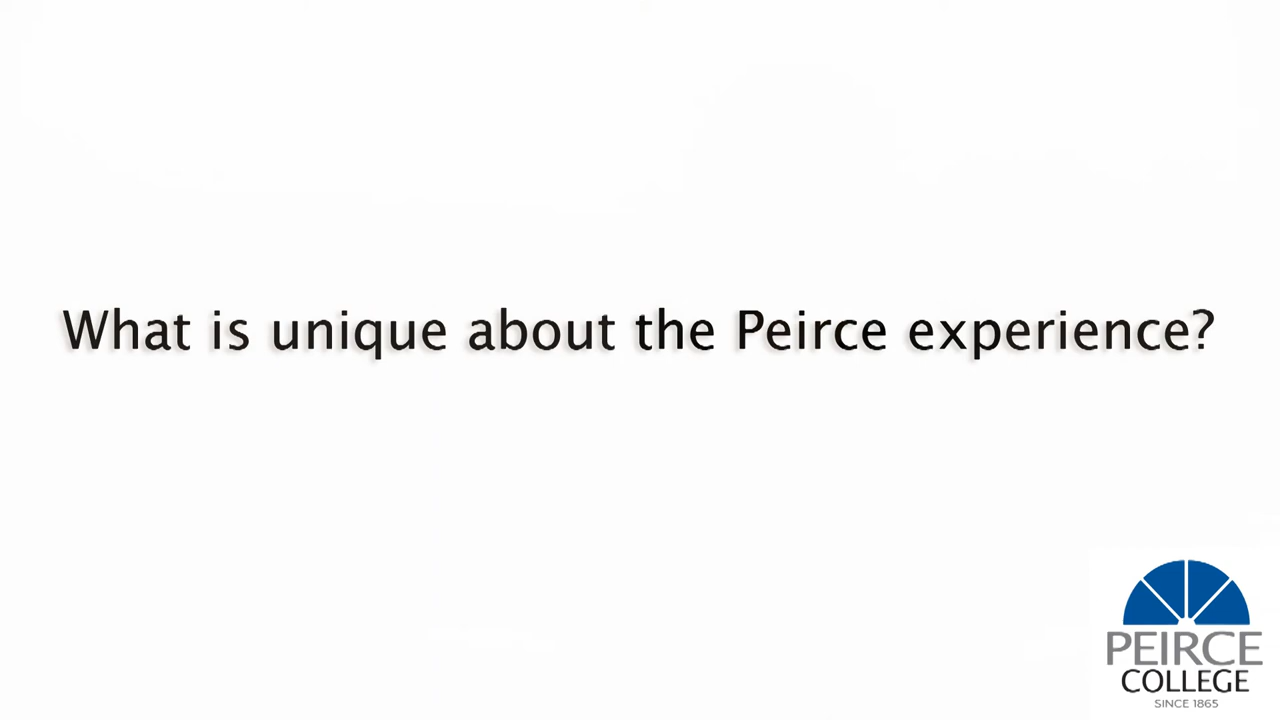 What is unique about the Peirce experience?
PEIRCE
COLLEGE
SINCE 1865